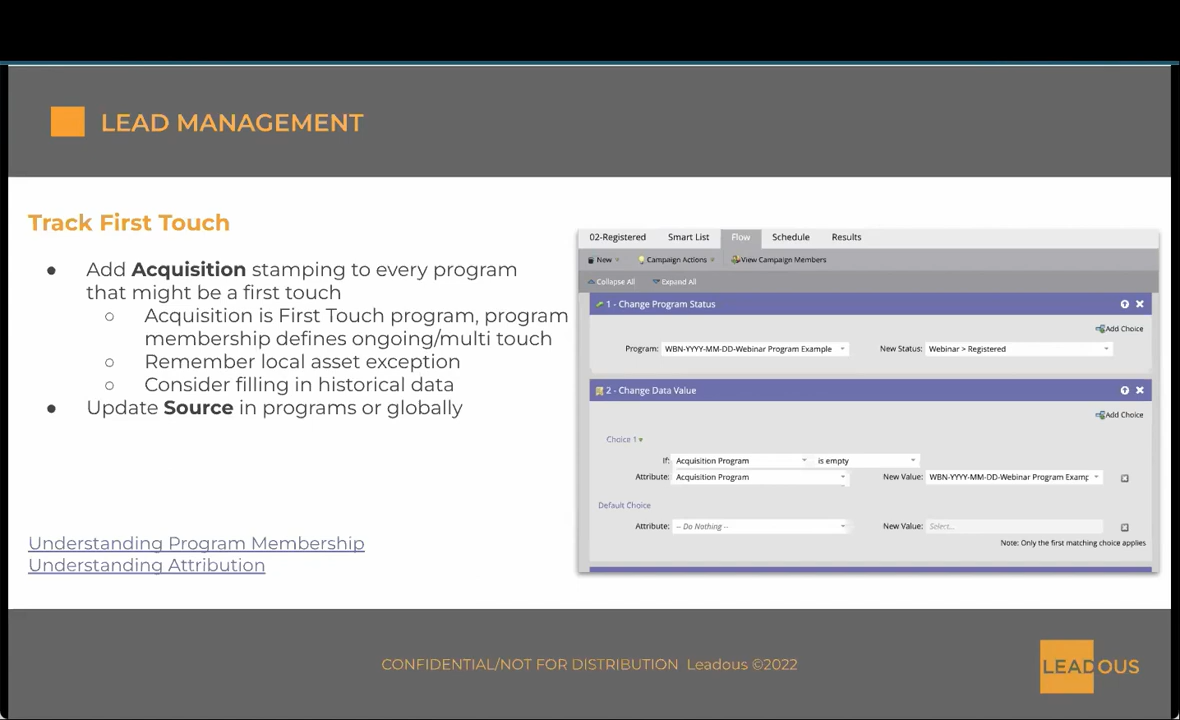 LEAD MANAGEMENT
Track First Touch
● Add Acquisition stamping to every program
that might be a first touch
○ Acquisition is First Touch program, program
membership defines ongoing/multi touch
○ Remember local asset exception
○ Consider filling in historical data
● Update Source in programs or globally
Understanding Program Membership
Understanding Attribution
02-Registered Smart List Flow Schedule Results
New Campaign Actions View Campaign Members
Collapse All Expand All
1 - Change Program Status
Add Choice
Program: WBN-YYYY-MM-DD-Webinar Program Example New Status: Webinar > Registered
2 - Change Data Value
Add Choice
Choice 1
If: Acquisition Program is empty
Attribute: Acquisition Program New Value: WBN-YYYY-MM-DD-Webinar Program Examp
Default Choice
Attribute: -- Do Nothing -- New Value: Select...
Note: Only the first matching choice applies
CONFIDENTIAL/NOT FOR DISTRIBUTION Leadous ©2022
LEADOUS